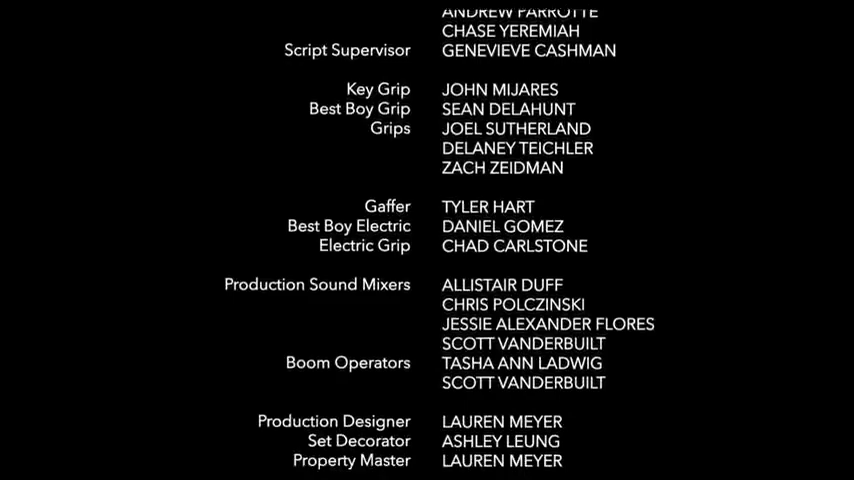 ANDREW PARROTTE
CHASE YEREMIAH
Script Supervisor GENEVIEVE CASHMAN
Key Grip JOHN MIJARES
Best Boy Grip SEAN DELAHUNT
Grips JOEL SUTHERLAND
DELANEY TEICHLER
ZACH ZEIDMAN
Gaffer TYLER HART
Best Boy Electric DANIEL GOMEZ
Electric Grip CHAD CARLSTONE
Production Sound Mixers ALLISTAIR DUFF
CHRIS POLCZINSKI
JESSIE ALEXANDER FLORES
SCOTT VANDERBUILT
Boom Operators TASHA ANN LADWIG
SCOTT VANDERBUILT
Production Designer LAUREN MEYER
Set Decorator ASHLEY LEUNG
Property Master LAUREN MEYER